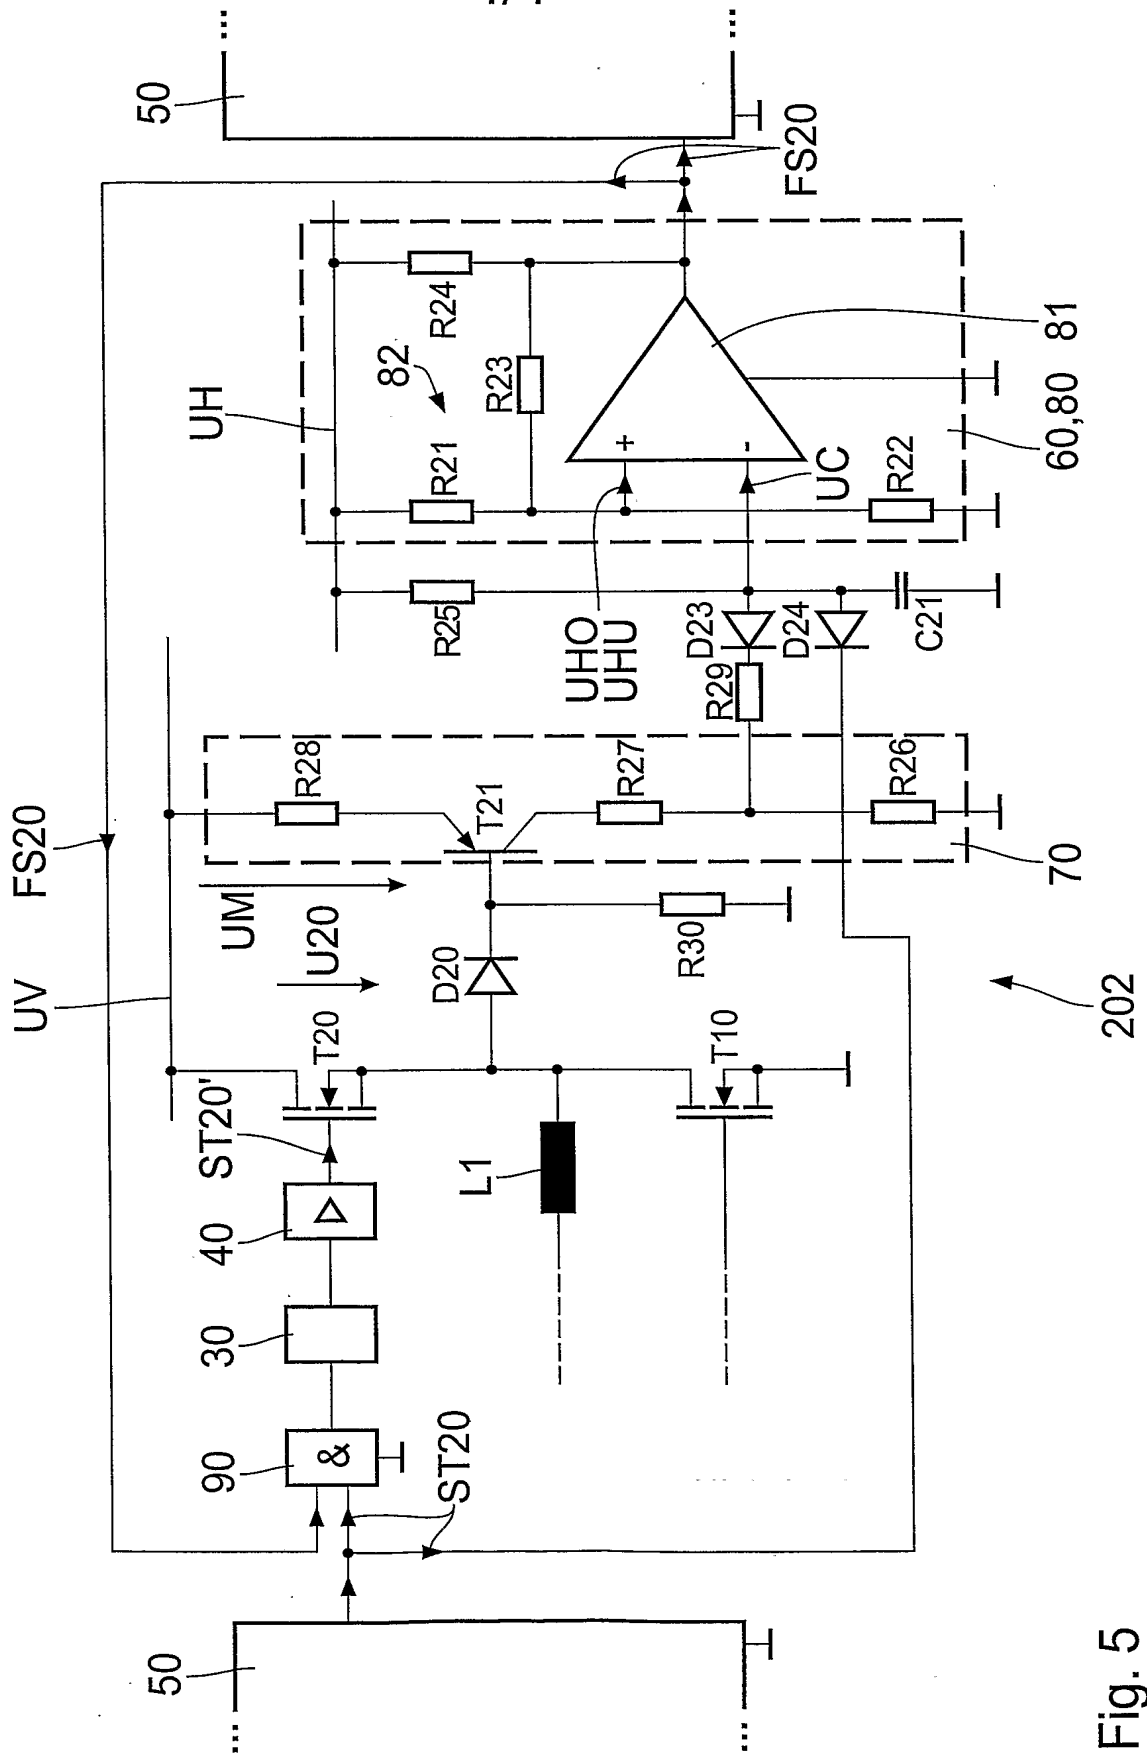 50
FS20
UH
R24
82
R23
81
R21
+
-
UC
R22
60,80
R25
UHO
UHU
D23
D24
C21
R29
R28
T21
R27
R26
70
FS20
UM
U20
D20
R30
UV
T20
T10
202
ST20'
L1
40
30
90
&
ST20
50
Fig. 5